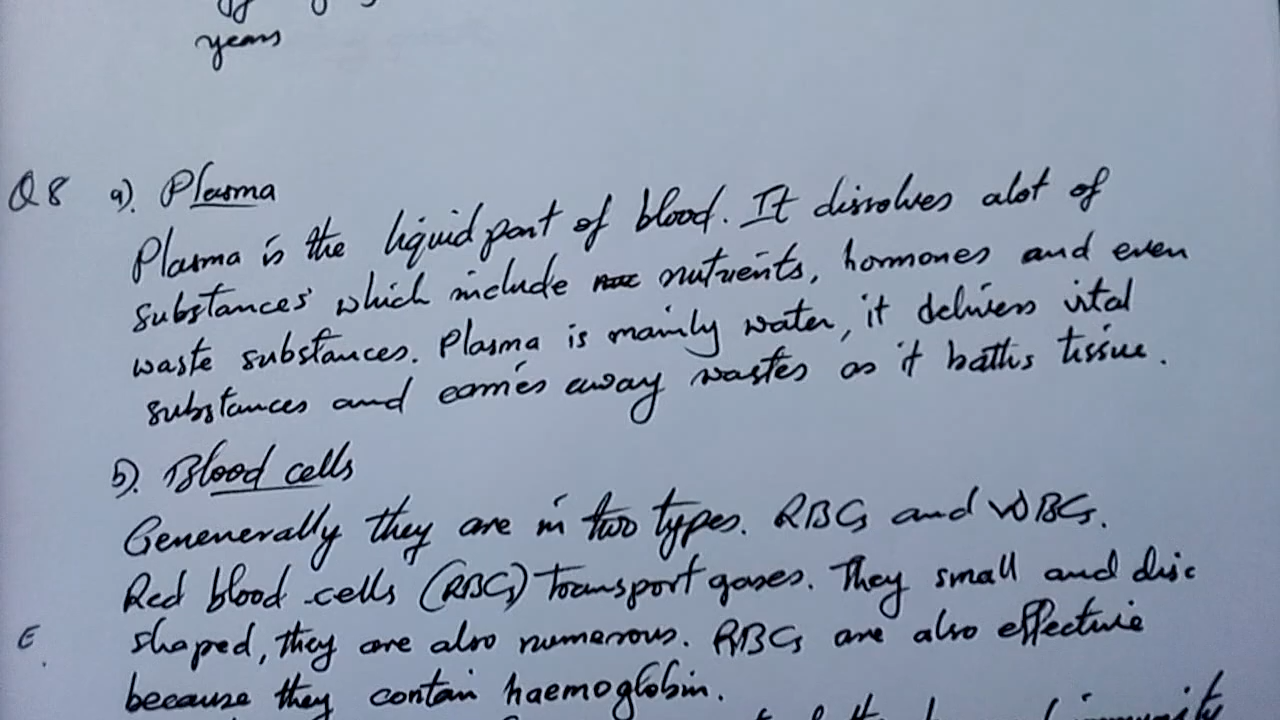 years
Q8 a). Plasma
Plasma is the liquid part of blood. It dissolves alot of
substances which include nutrients, hormones and even
waste substances. Plasma is mainly water, it delivers vital
substances and carries away wastes as it baths tissue.
b). Blood cells
Genenerally they are in two types. RBCs and WBCs.
Red blood cells (RBCs) transport gases. They small and disc
E. shaped, they are also numerous. RBCs are also effective
because they contain haemoglobin.
immunity